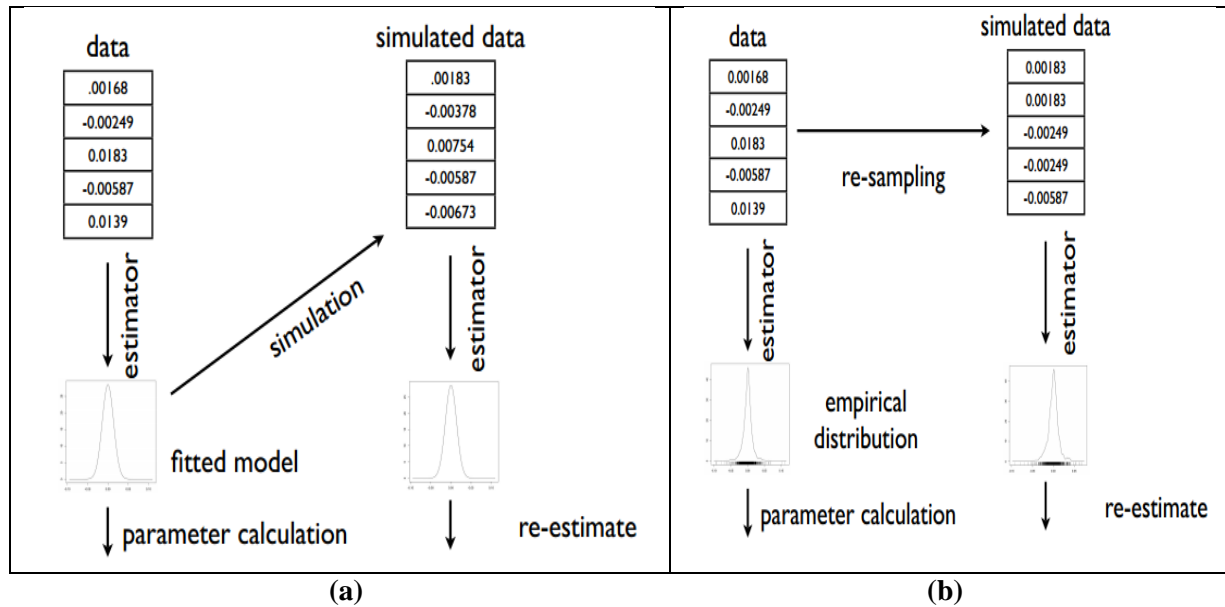 data
.00168
-0.00249
0.0183
-0.00587
0.0139
simulated data
.00183
-0.00378
0.00754
-0.00587
-0.00673
estimator
simulation
estimator
fitted model
parameter calculation
re-estimate
(a)
data
0.00168
-0.00249
0.0183
-0.00587
0.0139
simulated data
0.00183
0.00183
-0.00249
-0.00249
-0.00587
re-sampling
estimator
estimator
empirical
distribution
parameter calculation
re-estimate
(b)